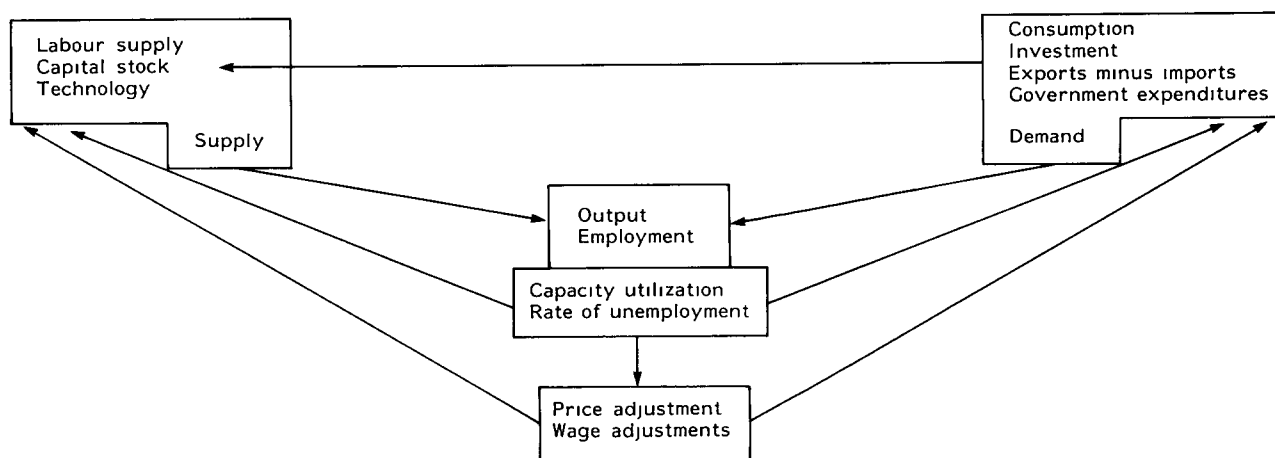 Labour supply
Capital stock
Technology
Supply
Consumption
Investment
Exports minus imports
Government expenditures
Demand
Output
Employment
Capacity utilization
Rate of unemployment
Price adjustment
Wage adjustments